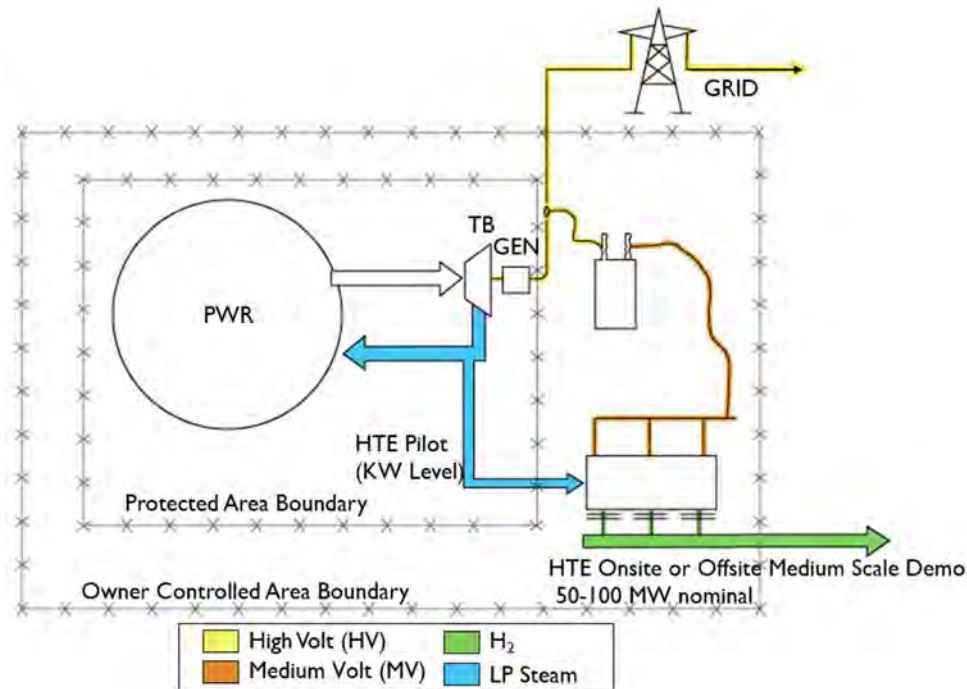 GRID
TB
GEN
PWR
HTE Pilot
(KW Level)
Protected Area Boundary
HTE Onsite or Offsite Medium Scale Demo
50-100 MW nominal
Owner Controlled Area Boundary
High Volt (HV)
H₂
Medium Volt (MV)
LP Steam